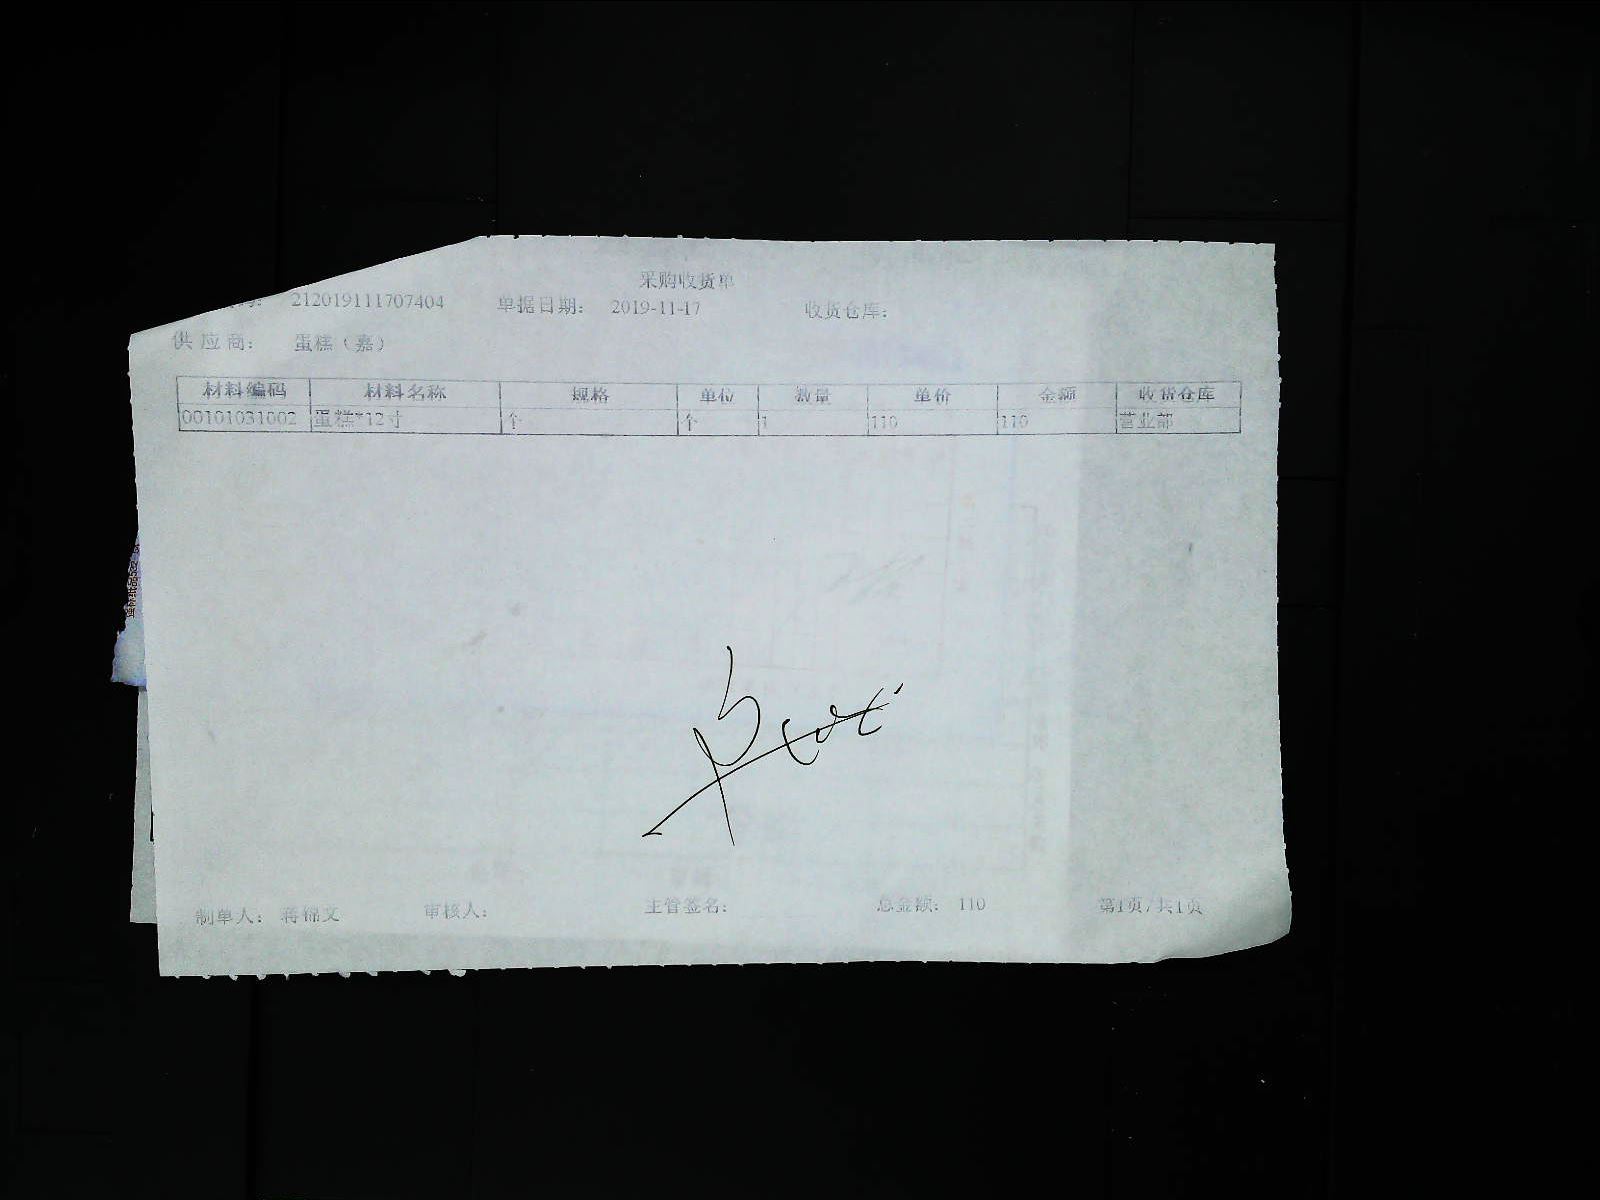 采购收货单
212019111707404 单据日期： 2019-11-17 收货仓库：
供应商： 蛋糕（嘉）
材料编码 材料名称 规格 单位 数量 单价 金额 收货仓库
00101031002 蛋糕*12寸 个 个 1 110 110 营业部
制单人： 蒋锦文 审核人： 主管签名： 总金额： 110 第1页/共1页